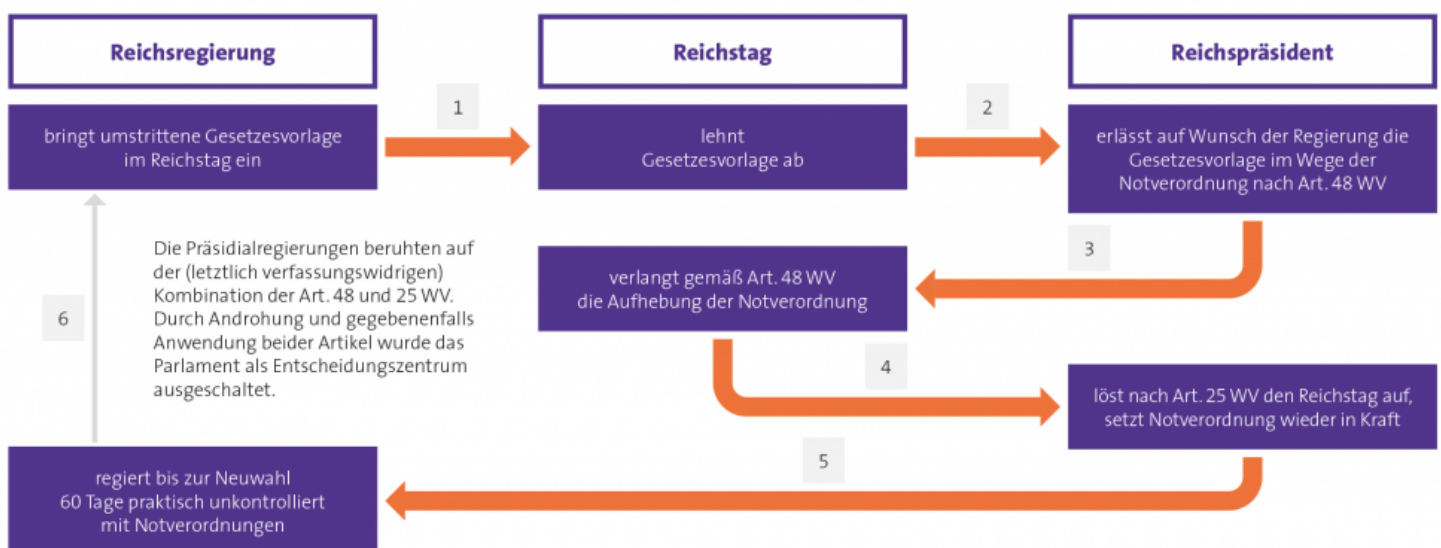 Reichsregierung
Reichstag
Reichspräsident
bringt umstrittene Gesetzesvorlage
im Reichstag ein
1
lehnt
Gesetzesvorlage ab
2
erlässt auf Wunsch der Regierung die
Gesetzesvorlage im Wege der
Notverordnung nach Art. 48 WV
3
verlangt gemäß Art. 48 WV
die Aufhebung der Notverordnung
Die Präsidialregierungen beruhten auf
der (letztlich verfassungswidrigen)
Kombination der Art. 48 und 25 WV.
Durch Androhung und gegebenenfalls
Anwendung beider Artikel wurde das
Parlament als Entscheidungszentrum
ausgeschaltet.
4
löst nach Art. 25 WV den Reichstag auf,
setzt Notverordnung wieder in Kraft
5
regiert bis zur Neuwahl
60 Tage praktisch unkontrolliert
mit Notverordnungen
6